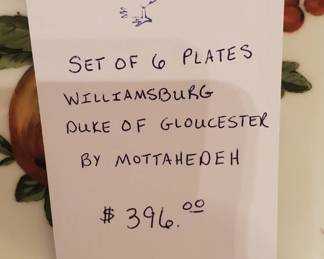 SET OF 6 PLATES
WILLIAMSBURG
DUKE OF GLOUCESTER
BY MOTTAHEDEH
$ 396.00